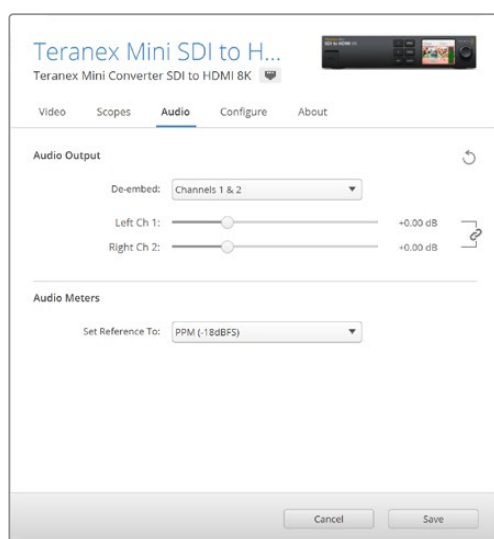 Teranex Mini SDI to H...
Teranex Mini Converter SDI to HDMI 8K
Video Scopes Audio Configure About
Audio Output
De-embed: Channels 1 & 2
Left Ch 1: +0.00 dB
Right Ch 2: +0.00 dB
Audio Meters
Set Reference To: PPM (-18dBFS)
Cancel Save